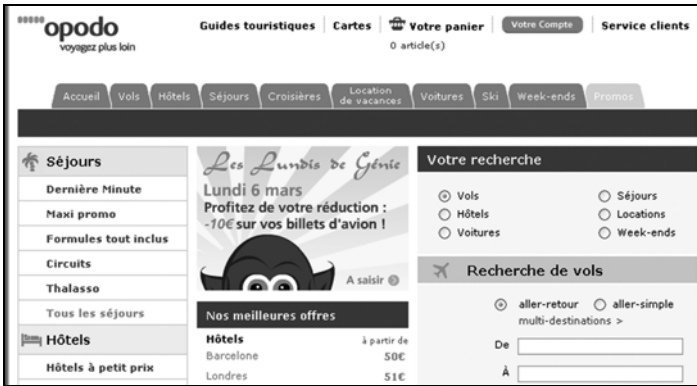 opodo
voyagez plus loin
Guides touristiques
Cartes
Votre panier
0 article(s)
Votre Compte
Service clients
Accueil
Vols
Hôtels
Séjours
Croisières
Location
de vacances
Voitures
Ski
Week-ends
Promos
Séjours
Dernière Minute
Maxi promo
Formules tout inclus
Circuits
Thalasso
Tous les séjours
Hôtels
Hôtels à petit prix
Les Lundis de Génie
Lundi 6 mars
Profitez de votre réduction :
-10€ sur vos billets d'avion !
A saisir
Nos meilleures offres
Hôtels à partir de
Barcelone 50€
Londres 51€
Votre recherche
Vols Séjours
Hôtels Locations
Voitures Week-ends
Recherche de vols
aller-retour aller-simple
multi-destinations >
De
À